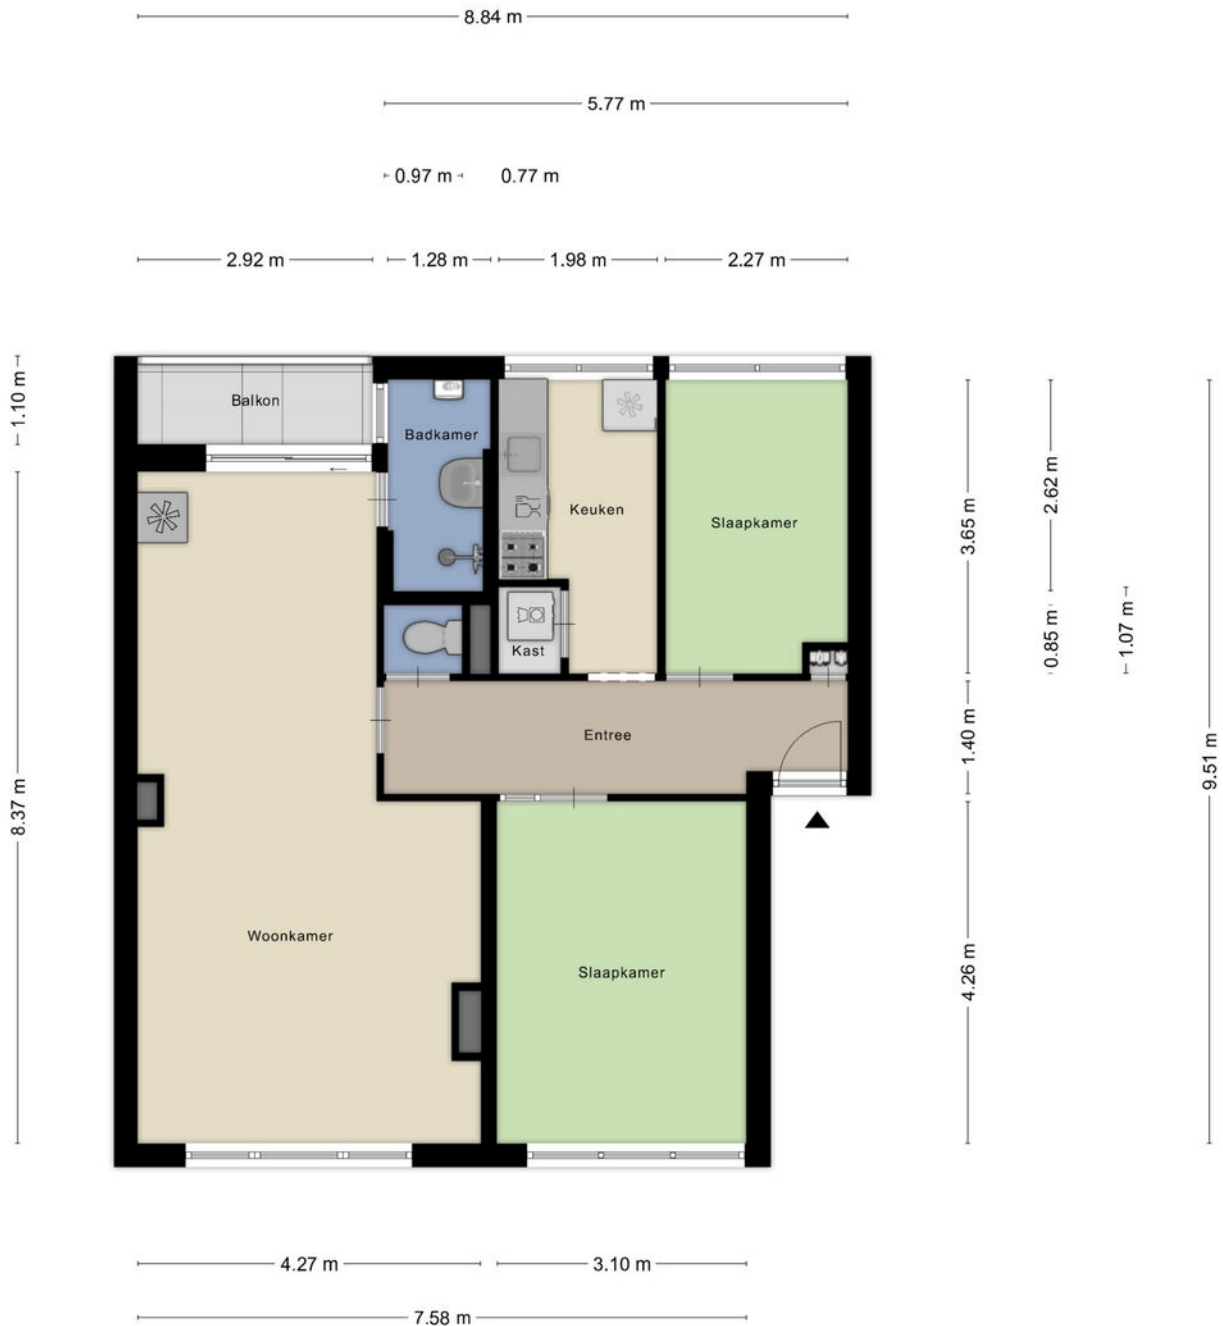 8.84 m
5.77 m
0.97 m 0.77 m
2.92 m 1.28 m 1.98 m 2.27 m
1.10 m
Balkon
Badkamer
Keuken
Slaapkamer
3.65 m
2.62 m
Kast
0.85 m
1.07 m
Entree
1.40 m
9.51 m
8.37 m
Woonkamer
Slaapkamer
4.26 m
4.27 m 3.10 m
7.58 m